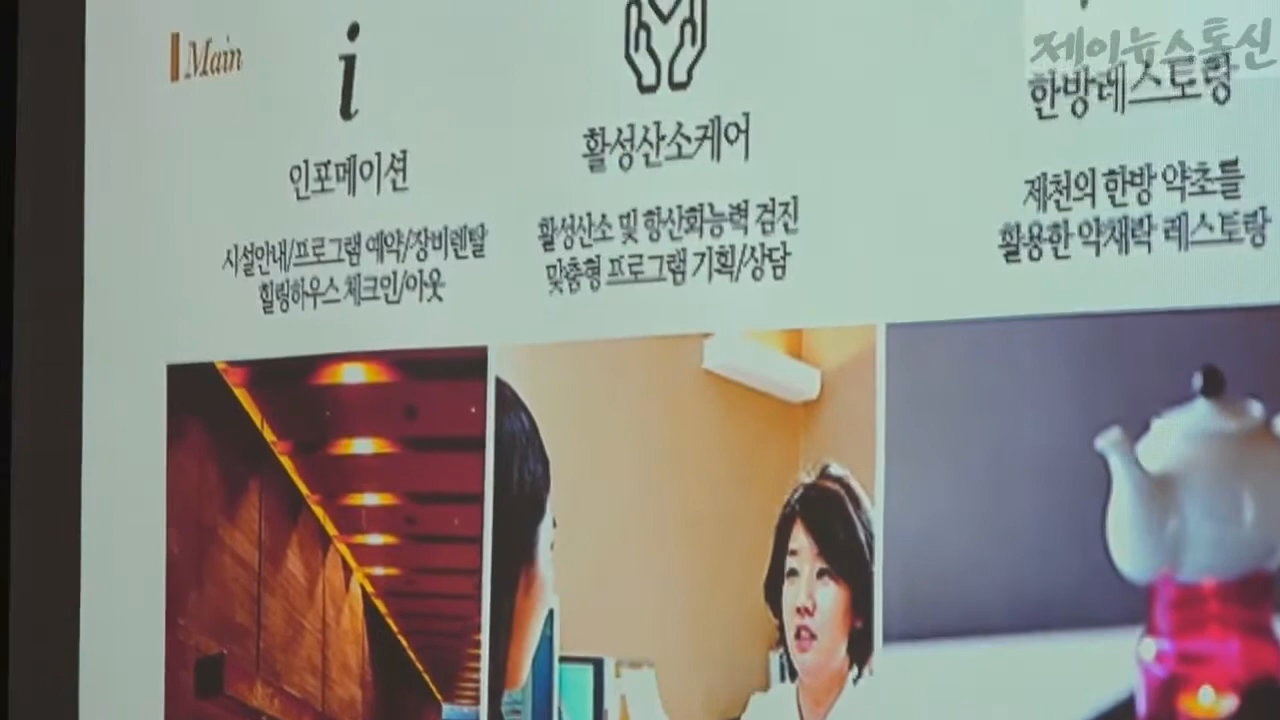 제이뉴스통신
Main
i
인포메이션
시설안내/프로그램 예약/장비렌탈
힐링하우스 체크인/아웃
활성산소케어
활성산소 및 항산화능력 검진
맞춤형 프로그램 기획/상담
한방레스토랑
제천의 한방 약초를
활용한 약채락 레스토랑